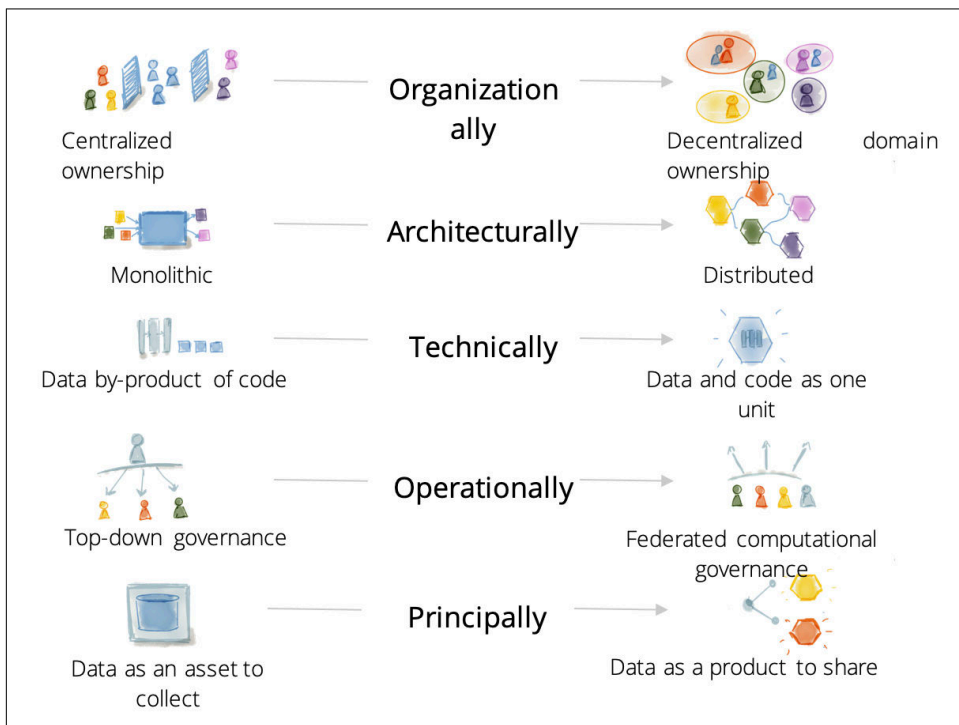 Organization
ally
Centralized
ownership
Decentralized domain
ownership
Architecturally
Monolithic
Distributed
Technically
Data by-product of code
Data and code as one
unit
Operationally
Top-down governance
Federated computational
governance
Principally
Data as an asset to
collect
Data as a product to share